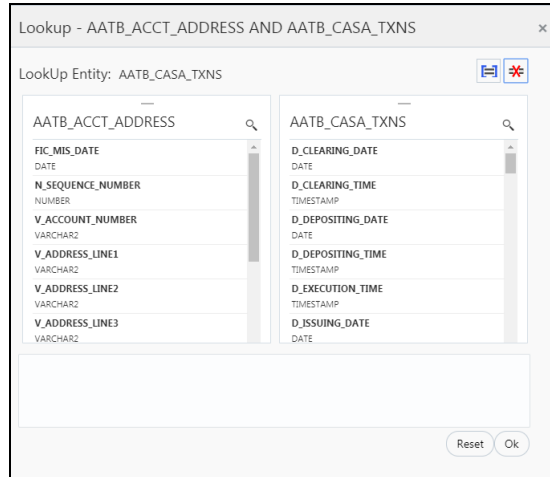 Lookup - AATB_ACCT_ADDRESS AND AATB_CASA_TXNS ×
LookUp Entity: AATB_CASA_TXNS
AATB_ACCT_ADDRESS
FIC_MIS_DATE
DATE
N_SEQUENCE_NUMBER
NUMBER
V_ACCOUNT_NUMBER
VARCHAR2
V_ADDRESS_LINE1
VARCHAR2
V_ADDRESS_LINE2
VARCHAR2
V_ADDRESS_LINE3
VARCHAR2
AATB_CASA_TXNS
D_CLEARING_DATE
DATE
D_CLEARING_TIME
TIMESTAMP
D_DEPOSITING_DATE
DATE
D_DEPOSITING_TIME
TIMESTAMP
D_EXECUTION_TIME
TIMESTAMP
D_ISSUING_DATE
DATE
Reset Ok